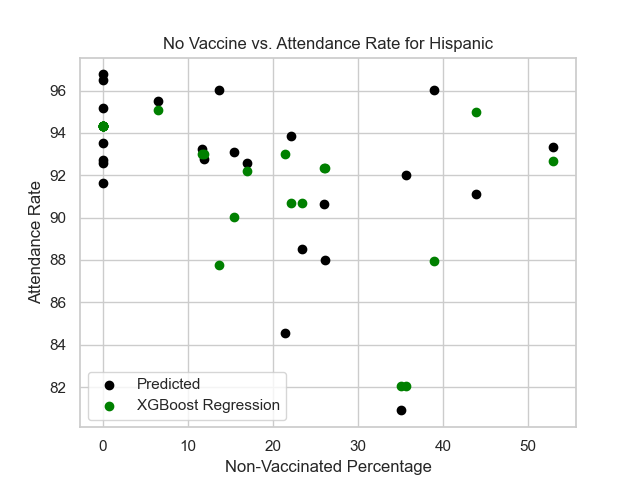 No Vaccine vs. Attendance Rate for Hispanic
96
94
92
90
88
86
84
82
Attendance Rate
Predicted
XGBoost Regression
0 10 20 30 40 50
Non-Vaccinated Percentage